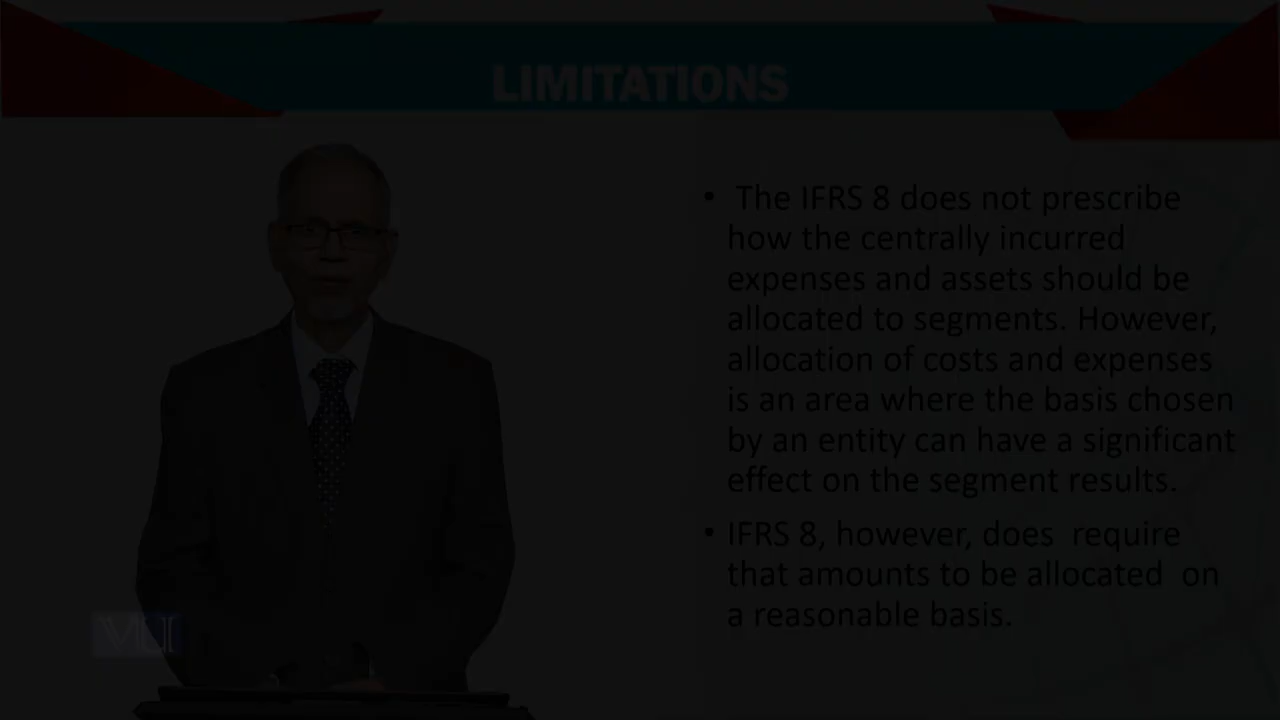 LIMITATIONS
• The IFRS 8 does not prescribe
how the centrally incurred
expenses and assets should be
allocated to segments. However,
allocation of costs and expenses
is an area where the basis chosen
by an entity can have a significant
effect on the segment results.
• IFRS 8, however, does require
that amounts to be allocated on
a reasonable basis.
VU